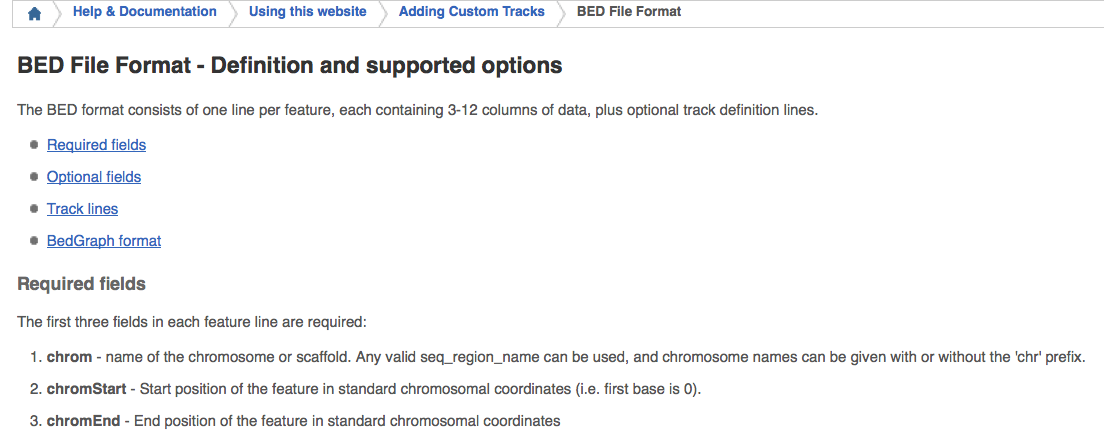 Help & Documentation Using this website Adding Custom Tracks BED File Format
BED File Format - Definition and supported options
The BED format consists of one line per feature, each containing 3-12 columns of data, plus optional track definition lines.
Required fields
Optional fields
Track lines
BedGraph format
Required fields
The first three fields in each feature line are required:
1. chrom - name of the chromosome or scaffold. Any valid seq_region_name can be used, and chromosome names can be given with or without the 'chr' prefix.
2. chromStart - Start position of the feature in standard chromosomal coordinates (i.e. first base is 0).
3. chromEnd - End position of the feature in standard chromosomal coordinates